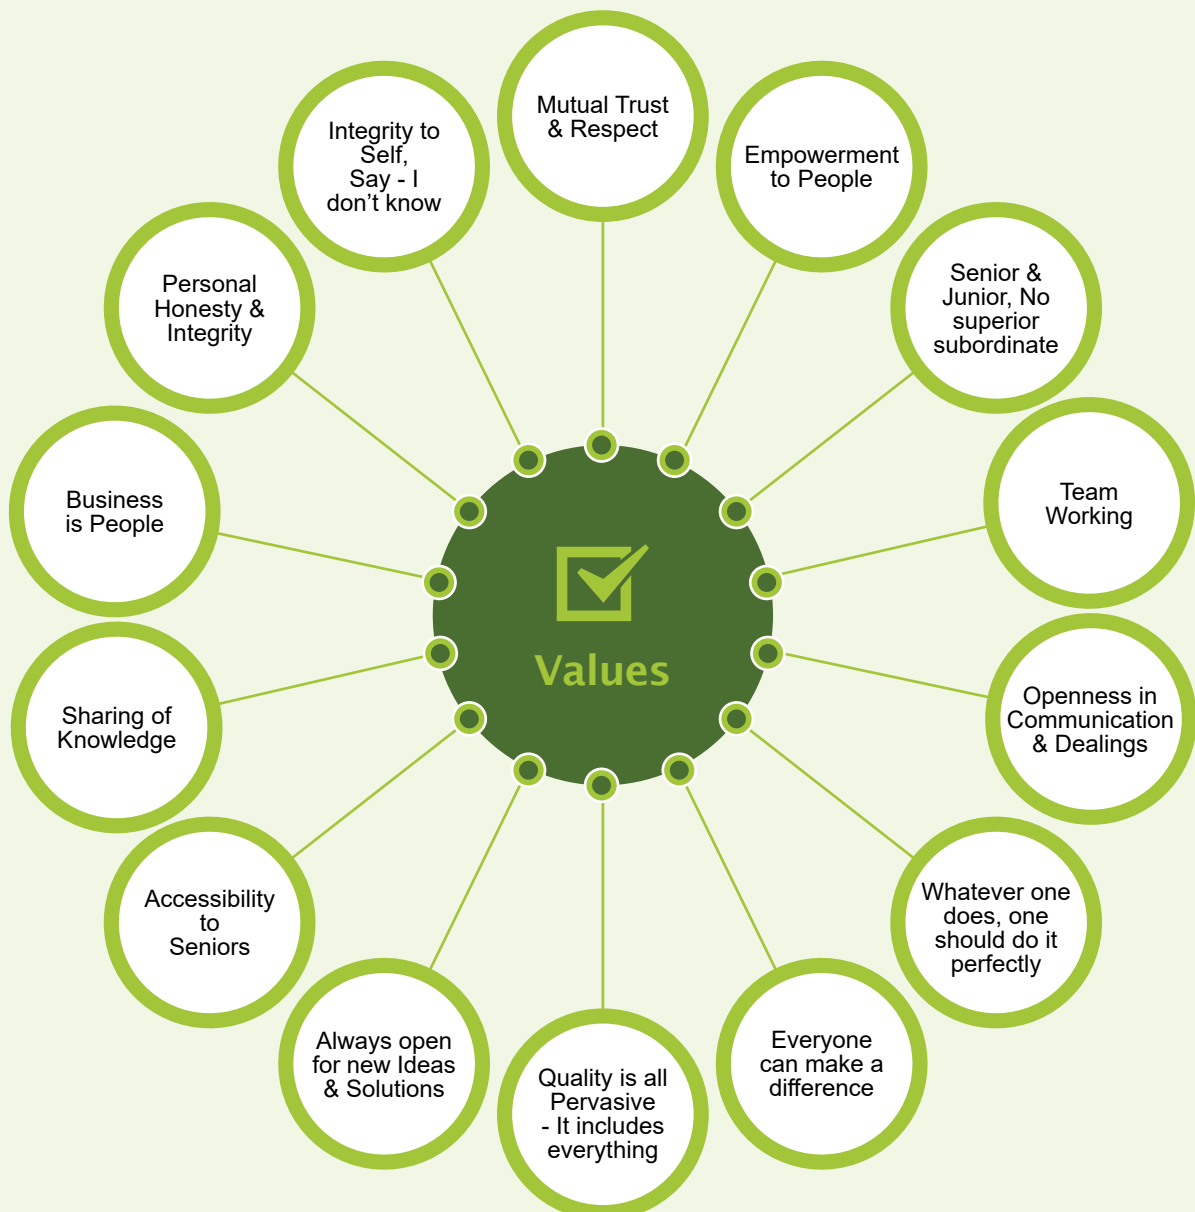 Mutual Trust
& Respect
Empowerment
to People
Senior &
Junior, No
superior
subordinate
Team
Working
Openness in
Communication
& Dealings
Whatever one
does, one
should do it
perfectly
Everyone
can make a
difference
Quality is all
Pervasive
- It includes
everything
Always open
for new Ideas
& Solutions
Accessibility
to
Seniors
Sharing of
Knowledge
Business
is People
Personal
Honesty &
Integrity
Integrity to
Self,
Say - I
don’t know
Values